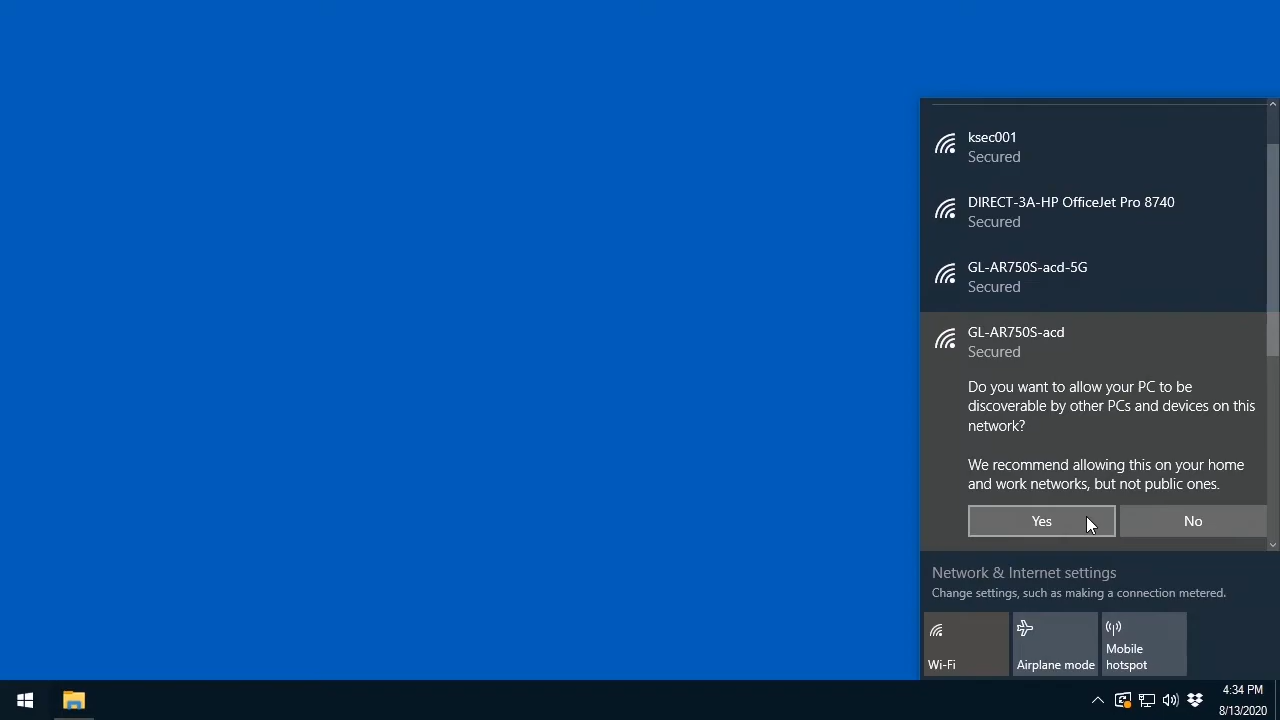 ksec001
Secured
DIRECT-3A-HP OfficeJet Pro 8740
Secured
GL-AR750S-acd-5G
Secured
GL-AR750S-acd
Secured
Do you want to allow your PC to be
discoverable by other PCs and devices on this
network?
We recommend allowing this on your home
and work networks, but not public ones.
Yes
No
Network & Internet settings
Change settings, such as making a connection metered.
Wi-Fi
Airplane mode
Mobile
hotspot
4:34 PM
8/13/2020